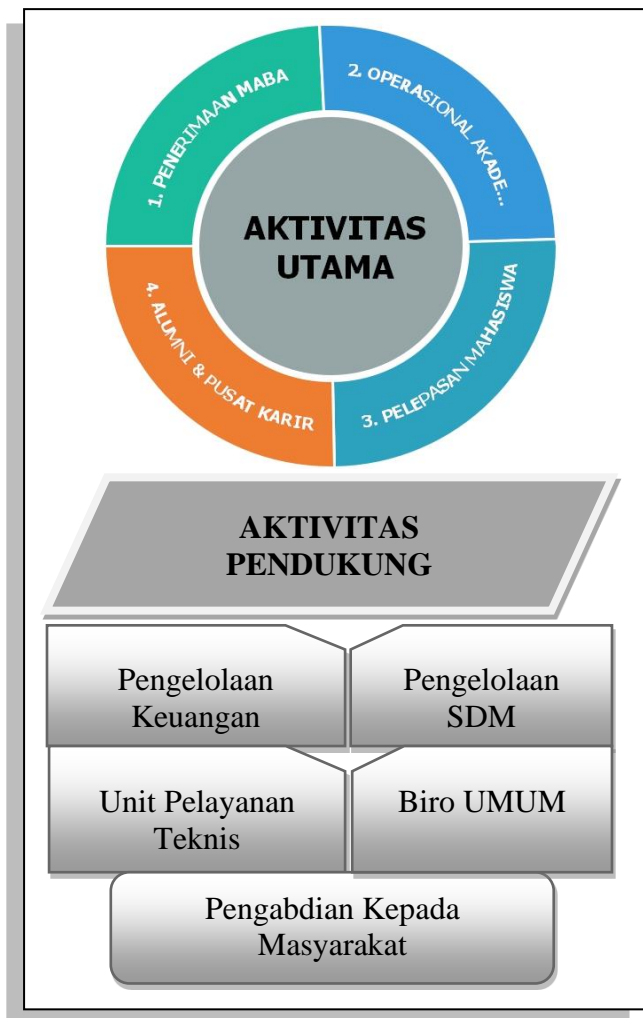 1. PENERIMAAN MABA
2. OPERASIONAL AKADE...
AKTIVITAS
UTAMA
4. ALUMNI & PUSAT KARIR
3. PELEPASAN MAHASISWA
AKTIVITAS
PENDUKUNG
Pengelolaan
Keuangan
Pengelolaan
SDM
Unit Pelayanan
Teknis
Biro UMUM
Pengabdian Kepada
Masyarakat